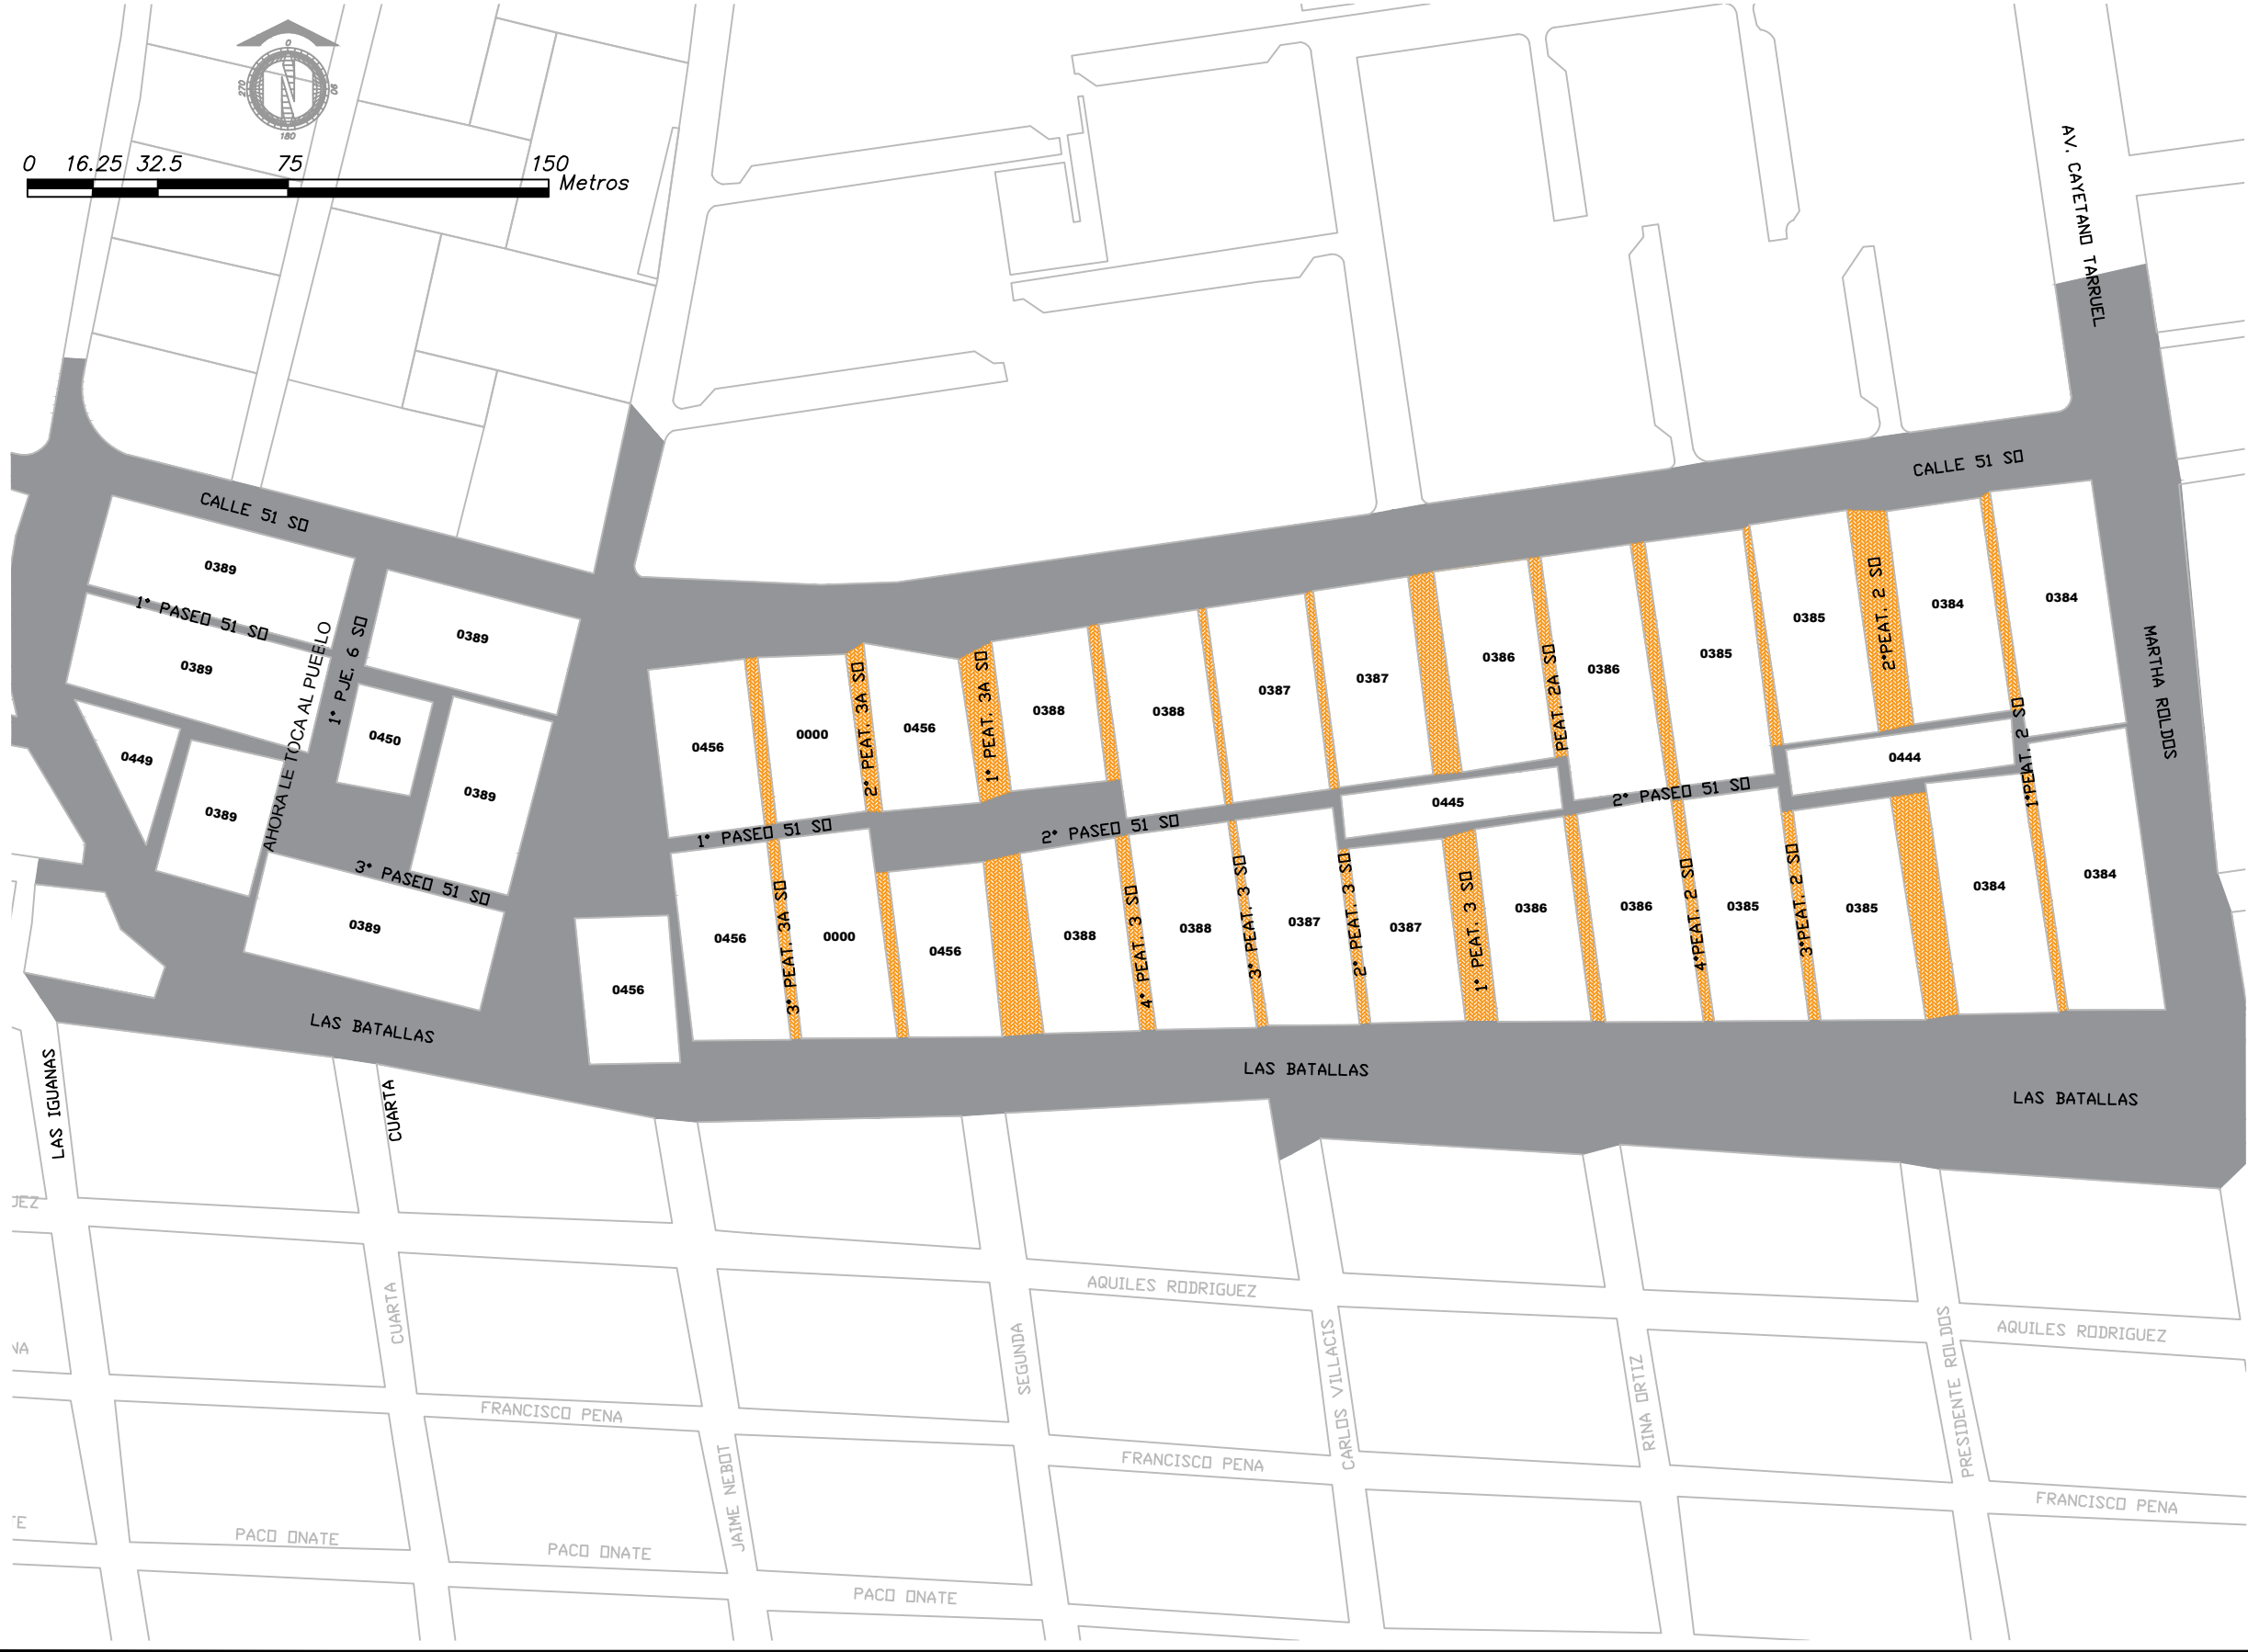 0
270
90
180
0 16.25 32.5 75 150
Metros
AV. CAYETANO TARRUEL
CALLE 51 SO
CALLE 51 SO
MARTHA ROLDOS
0389
1° PASEO 51 SO
0389
0389
1° PJE. 6 SO
AHORA LE TOCA AL PUEBLO
0449
0450
0389
0389
3° PASEO 51 SO
0389
0456
0456
0000
2° PEAT. 3A SO
0456
1° PEAT. 3A SO
0388
0388
0387
0387
0386
PEAT. 2A SO
0386
0385
0385
2°PEAT. 2 SO
0384
0384
1° PASEO 51 SO
2° PASEO 51 SO
0445
2° PASEO 51 SO
0444
1°PEAT. 2 SO
0456
3° PEAT. 3A SO
0000
0456
0388
4° PEAT. 3 SO
0388
3° PEAT. 3 SO
0387
2° PEAT. 3 SO
0387
1° PEAT. 3 SO
0386
0386
4°PEAT. 2 SO
0385
3°PEAT. 2 SO
0385
0384
0384
LAS BATALLAS
LAS BATALLAS
LAS BATALLAS
LAS IGUANAS
CUARTA
UEZ
AQUILES RODRIGUEZ
AQUILES RODRIGUEZ
CUARTA
SEGUNDA
CARLOS VILLACIS
RINA ORTIZ
PRESIDENTE ROLDOS
NA
FRANCISCO PENA
FRANCISCO PENA
FRANCISCO PENA
JAIME NEBOT
TE
PACO ONATE
PACO ONATE
PACO ONATE